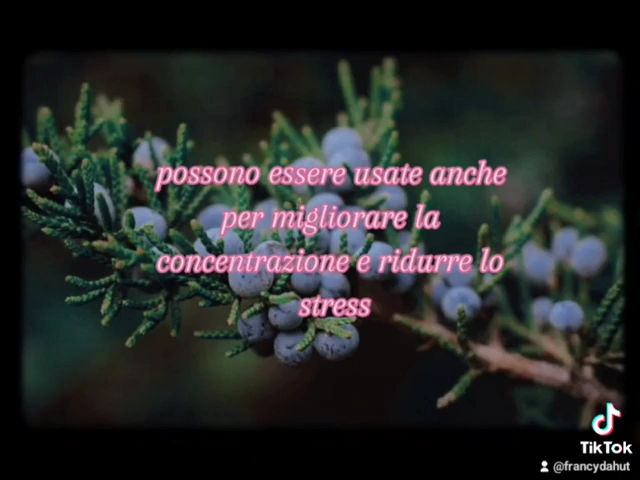 possono essere usate anche
per migliorare la
concentrazione e ridurre lo
stress
TikTok
@francydahut